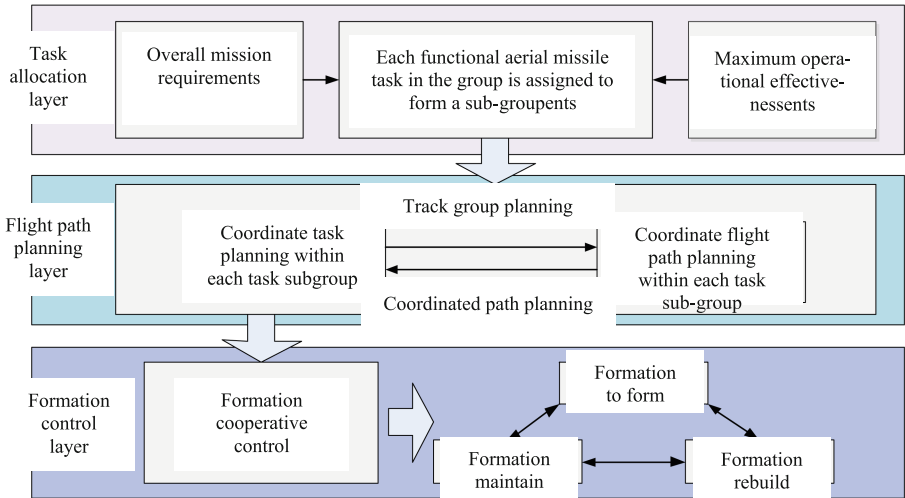 Task
allocation
layer
Overall mission
requirements
Each functional aerial missile
task in the group is assigned to
form a sub-groupents
Maximum opera-
tional effective-
nessents
Flight path
planning
layer
Coordinate task
planning within
each task subgroup
Track group planning
Coordinated path planning
Coordinate flight
path planning
within each task
sub-group
Formation
control
layer
Formation
cooperative
control
Formation
to form
Formation
maintain
Formation
rebuild